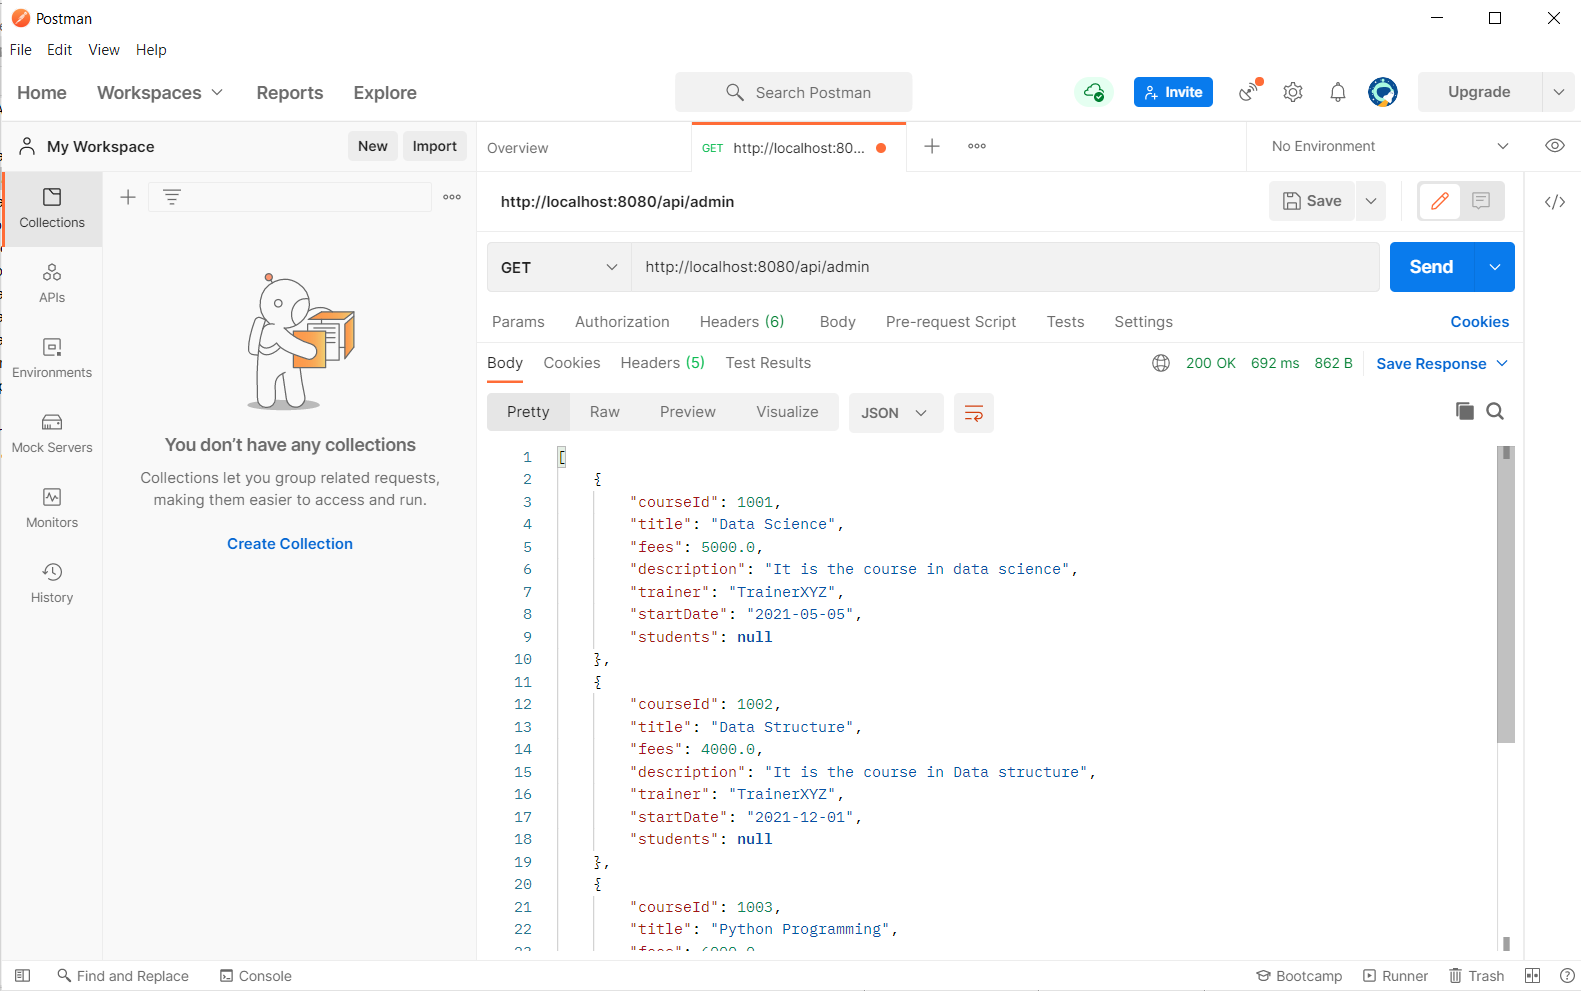 Postman
File Edit View Help
Home Workspaces Reports Explore Search Postman Invite Upgrade
My Workspace New Import Overview GET http://localhost:80... No Environment
Collections
http://localhost:8080/api/admin Save
GET http://localhost:8080/api/admin Send
APIs
Params Authorization Headers (6) Body Pre-request Script Tests Settings Cookies
Environments
Body Cookies Headers (5) Test Results 200 OK 692 ms 862 B Save Response
Pretty Raw Preview Visualize JSON
Mock Servers
Monitors
History
You don't have any collections
Collections let you group related requests,
making them easier to access and run.
Create Collection
1 [
2 {
3 "courseId": 1001,
4 "title": "Data Science",
5 "fees": 5000.0,
6 "description": "It is the course in data science",
7 "trainer": "TrainerXYZ",
8 "startDate": "2021-05-05",
9 "students": null
10 },
11 {
12 "courseId": 1002,
13 "title": "Data Structure",
14 "fees": 4000.0,
15 "description": "It is the course in Data structure",
16 "trainer": "TrainerXYZ",
17 "startDate": "2021-12-01",
18 "students": null
19 },
20 {
21 "courseId": 1003,
22 "title": "Python Programming",
Find and Replace Console Bootcamp Runner Trash